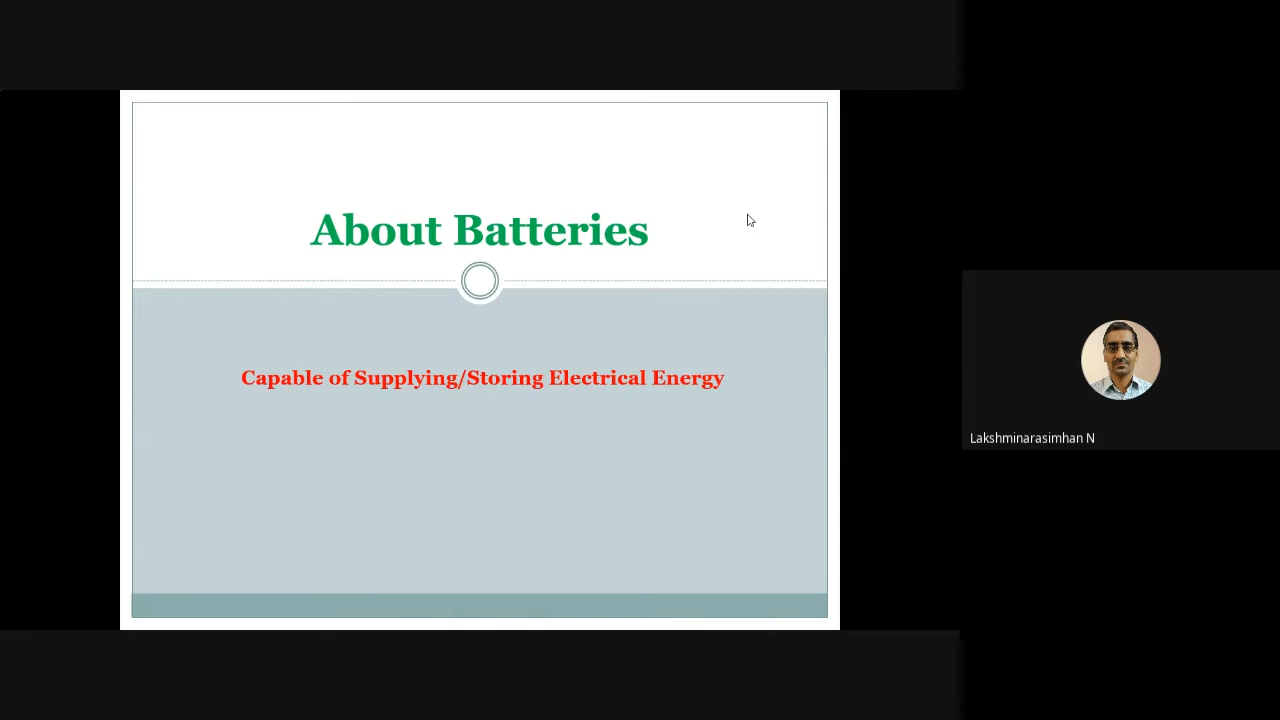 About Batteries
Capable of Supplying/Storing Electrical Energy
Lakshminarasimhan N